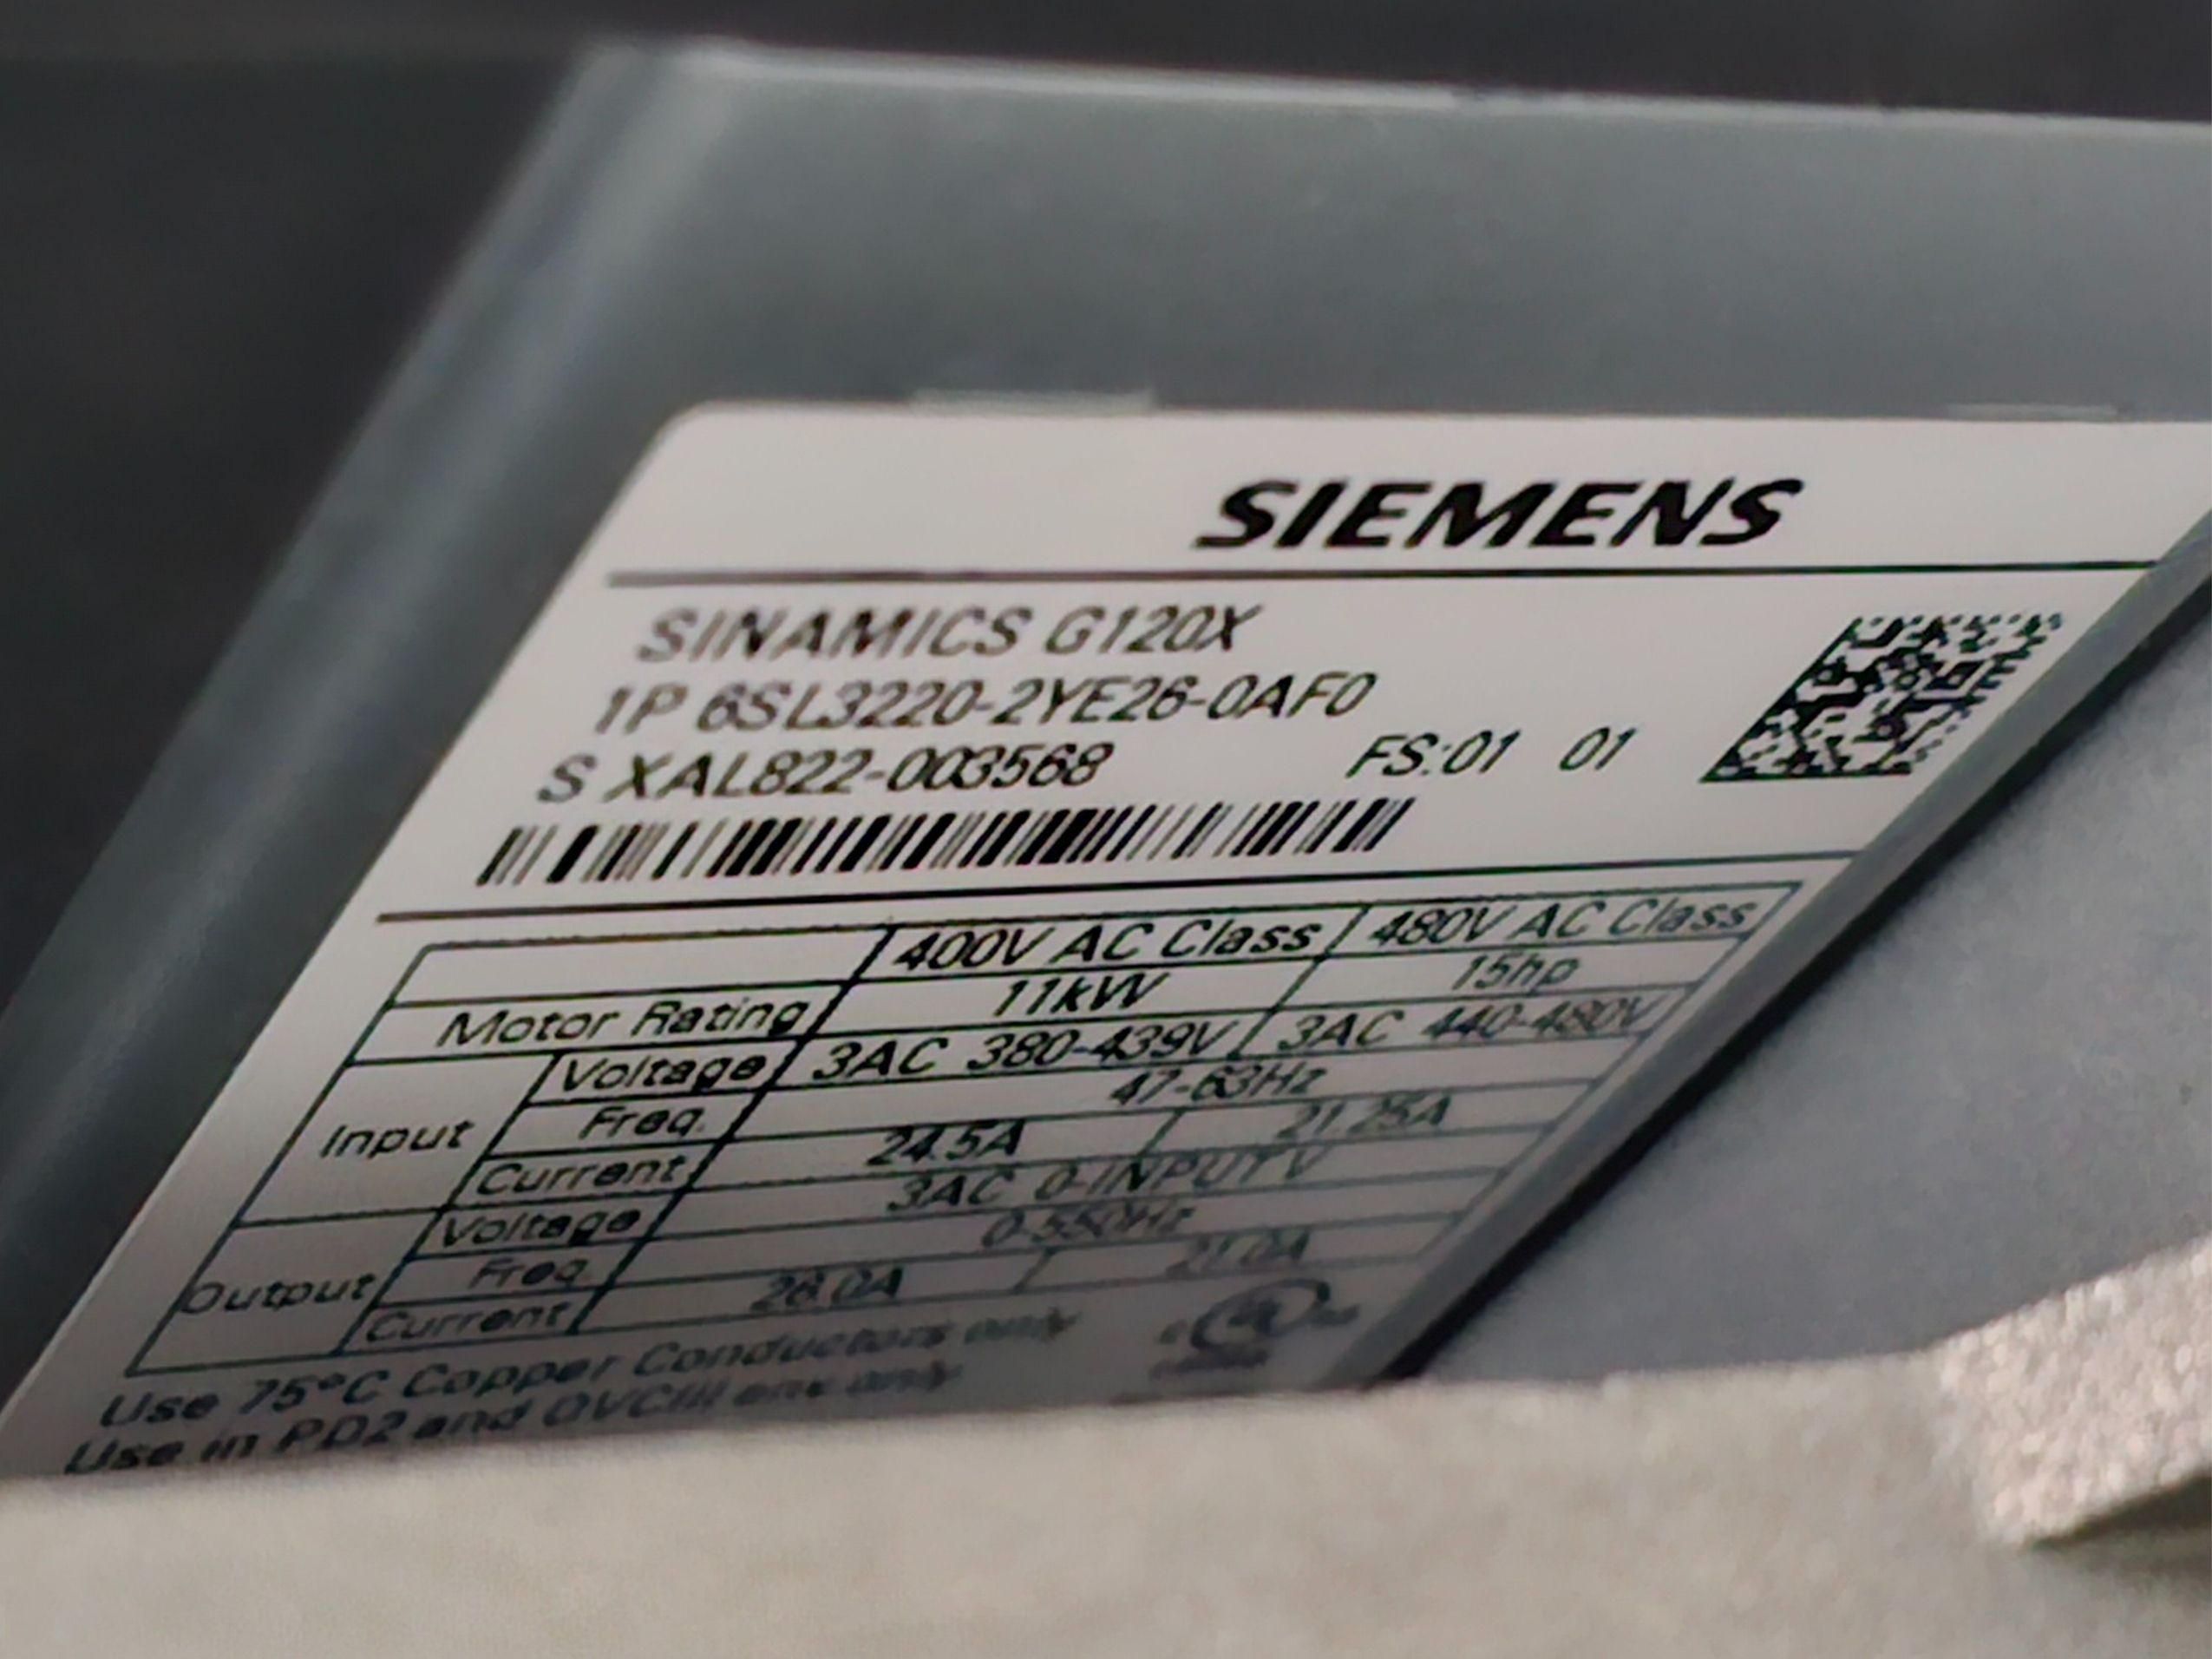 SIEMENS
SINAMICS G120X
1P 6SL3220-2YE26-0AF0
S XAL822-003568 FS:01 01
400V AC Class 480V AC Class
Motor Rating 11kW 15hp
Input Voltage 3AC 380-439V 3AC 440-480V
Freq. 47-63Hz
Current 24.5A 21.25A
Output Voltage 3AC 0-INPUT V
Freq. 0-550Hz
Current 26.0A 21.0A
Use 75°C Copper Conductors only
Use in PD2 and OVCIII env. only